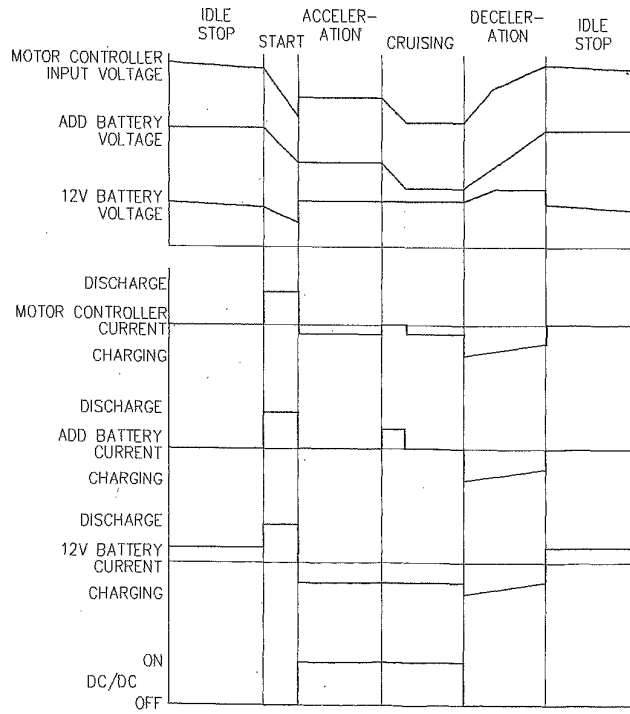 IDLE
STOP
START
ACCELER-
ATION
CRUISING
DECELER-
ATION
IDLE
STOP
MOTOR CONTROLLER
INPUT VOLTAGE
ADD BATTERY
VOLTAGE
12V BATTERY
VOLTAGE
DISCHARGE
MOTOR CONTROLLER
CURRENT
CHARGING
DISCHARGE
ADD BATTERY
CURRENT
CHARGING
DISCHARGE
12V BATTERY
CURRENT
CHARGING
ON
DC/DC
OFF